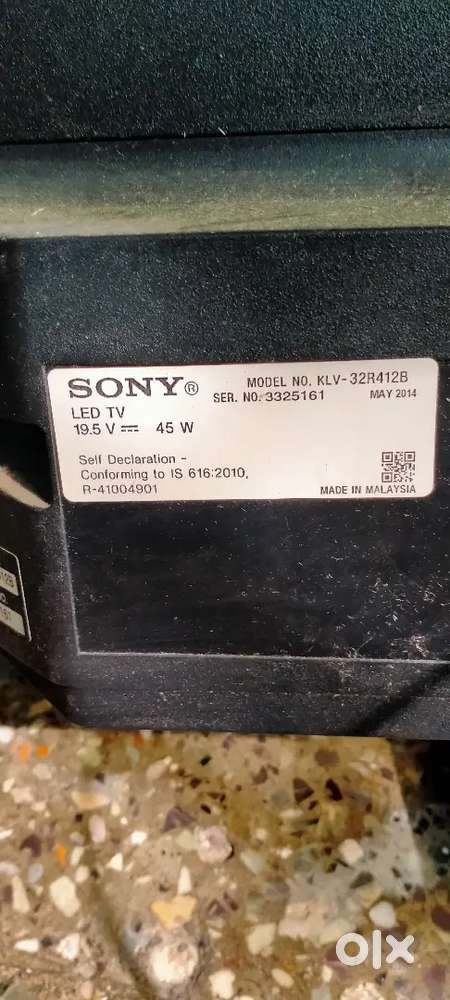 SONY® MODEL NO. KLV-32R412B
SER. NO. 3325161 MAY 2014
LED TV
19.5 V ⎓ 45 W
Self Declaration -
Conforming to IS 616:2010,
R-41004901
MADE IN MALAYSIA
olx